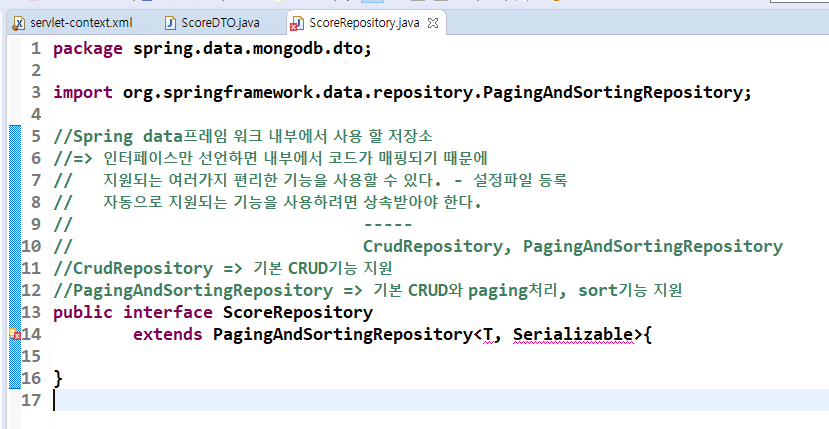 servlet-context.xml ScoreDTO.java ScoreRepository.java
1 package spring.data.mongodb.dto;
2
3 import org.springframework.data.repository.PagingAndSortingRepository;
4
5 //Spring data프레임 워크 내부에서 사용 할 저장소
6 //=> 인터페이스만 선언하면 내부에서 코드가 매핑되기 때문에
7 // 지원되는 여러가지 편리한 기능을 사용할 수 있다. - 설정파일 등록
8 // 자동으로 지원되는 기능을 사용하려면 상속받아야 한다.
9 // -----
10 // CrudRepository, PagingAndSortingRepository
11 //CrudRepository => 기본 CRUD기능 지원
12 //PagingAndSortingRepository => 기본 CRUD와 paging처리, sort기능 지원
13 public interface ScoreRepository
14 extends PagingAndSortingRepository<T, Serializable>{
15
16 }
17